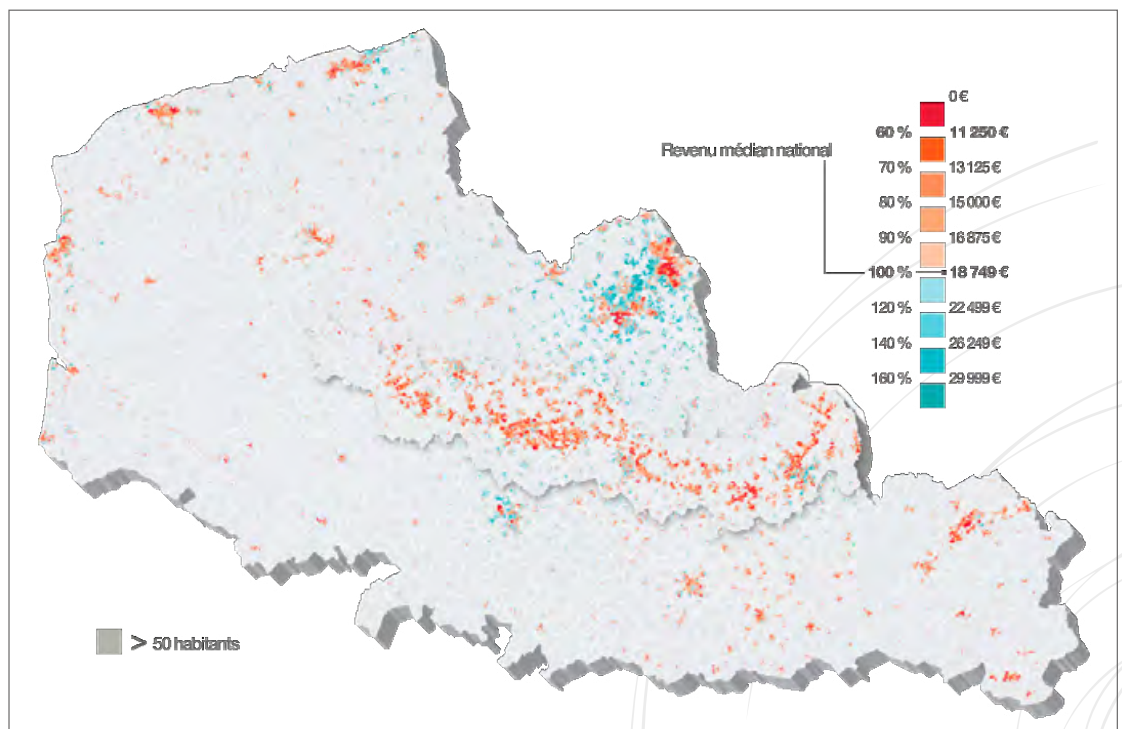 0 €
60 % 11 250 €
Revenu médian national
70 % 13 125 €
80 % 15 000 €
90 % 16 875 €
100 % 18 749 €
120 % 22 499 €
140 % 26 249 €
160 % 29 999 €
> 50 habitants